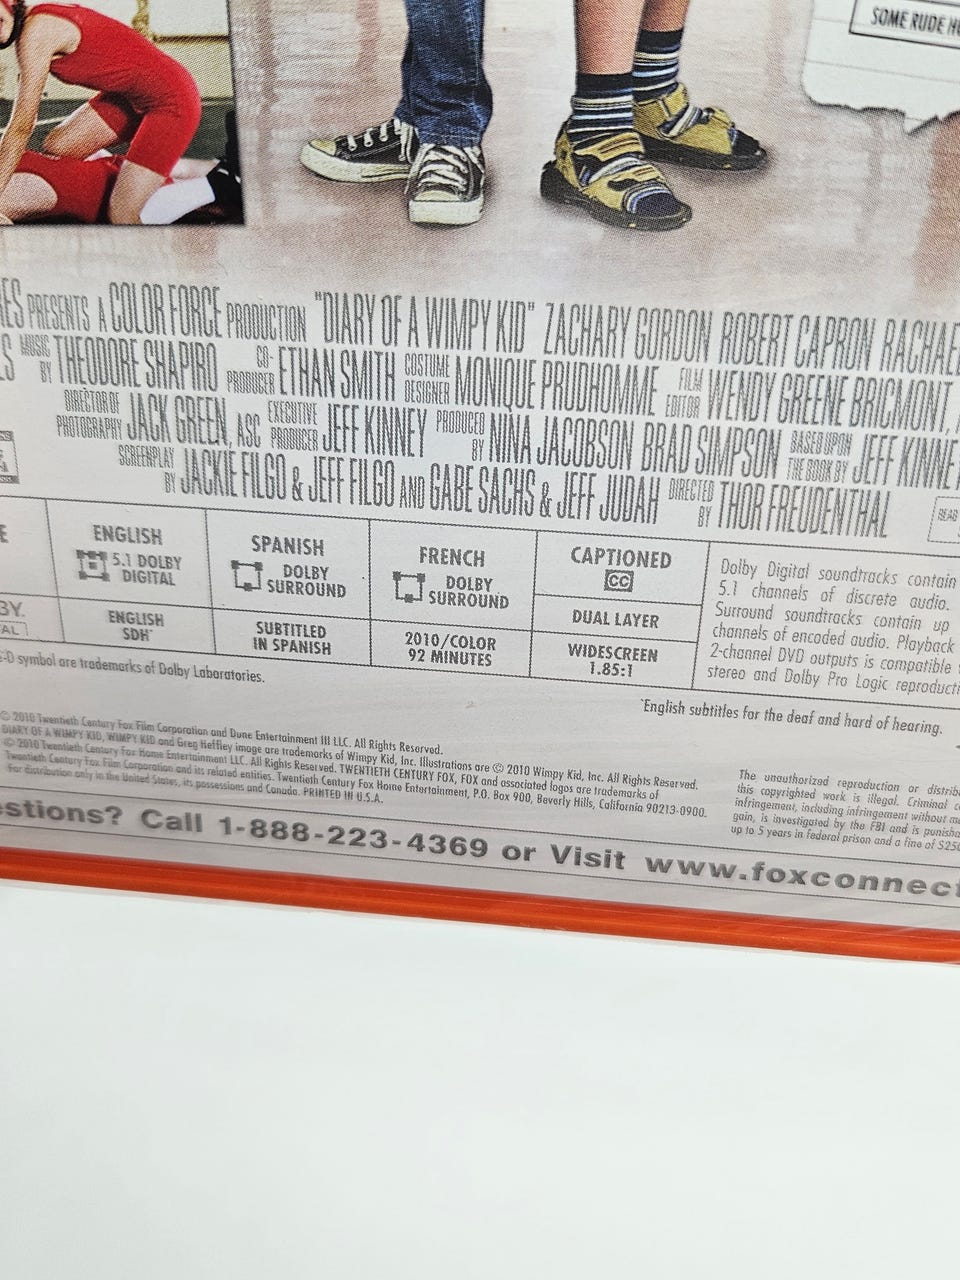 SOME RUDE
PRESENTS A COLOR FORCE PRODUCTION "DIARY OF A WIMPY KID" ZACHARY GORDON ROBERT CAPRON
MUSIC BY THEODORE SHAPIRO CO-PRODUCER ETHAN SMITH COSTUME DESIGNER MONIQUE PRUDHOMME FILM EDITOR WENDY GREENE BRICMONT,
DIRECTOR OF PHOTOGRAPHY JACK GREEN, ASC EXECUTIVE PRODUCER JEFF KINNEY PRODUCED BY NINA JACOBSON BRAD SIMPSON BASED UPON THE BOOK BY JEFF KINNE
SCREENPLAY BY JACKIE FILGO & JEFF FILGO AND GABE SACHS & JEFF JUDAH DIRECTED BY THOR FREUDENTHAL
ENGLISH
5.1 DOLBY
DIGITAL
ENGLISH
SDH*
SPANISH
DOLBY
SURROUND
SUBTITLED
IN SPANISH
FRENCH
DOLBY
SURROUND
2010/COLOR
92 MINUTES
CAPTIONED
CC
DUAL LAYER
WIDESCREEN
1.85:1
Dolby Digital soundtracks contain
5.1 channels of discrete audio.
Surround soundtracks contain up
channels of encoded audio. Playback
2-channel DVD outputs is compatible
stereo and Dolby Pro Logic reproducti
-D symbol are trademarks of Dolby Laboratories.
*English subtitles for the deaf and hard of hearing.
© 2010 Twentieth Century Fox Film Corporation and Dune Entertainment III LLC. All Rights Reserved.
DIARY OF A WIMPY KID, WIMPY KID and Greg Heffley image are trademarks of Wimpy Kid, Inc. Illustrations are © 2010 Wimpy Kid, Inc. All Rights Reserved.
© 2010 Twentieth Century Fox Home Entertainment LLC. All Rights Reserved. TWENTIETH CENTURY FOX, FOX and associated logos are trademarks of
Twentieth Century Fox Film Corporation and its related entities. Twentieth Century Fox Home Entertainment, P.O. Box 900, Beverly Hills, California 90213-0900.
For distribution only in the United States, its possessions and Canada. PRINTED IN U.S.A.
The unauthorized reproduction or distrib
this copyrighted work is illegal. Criminal c
infringement, including infringement without m
gain, is investigated by the FBI and is punisha
up to 5 years in federal prison and a fine of $250
estions? Call 1-888-223-4369 or Visit www.foxconnect